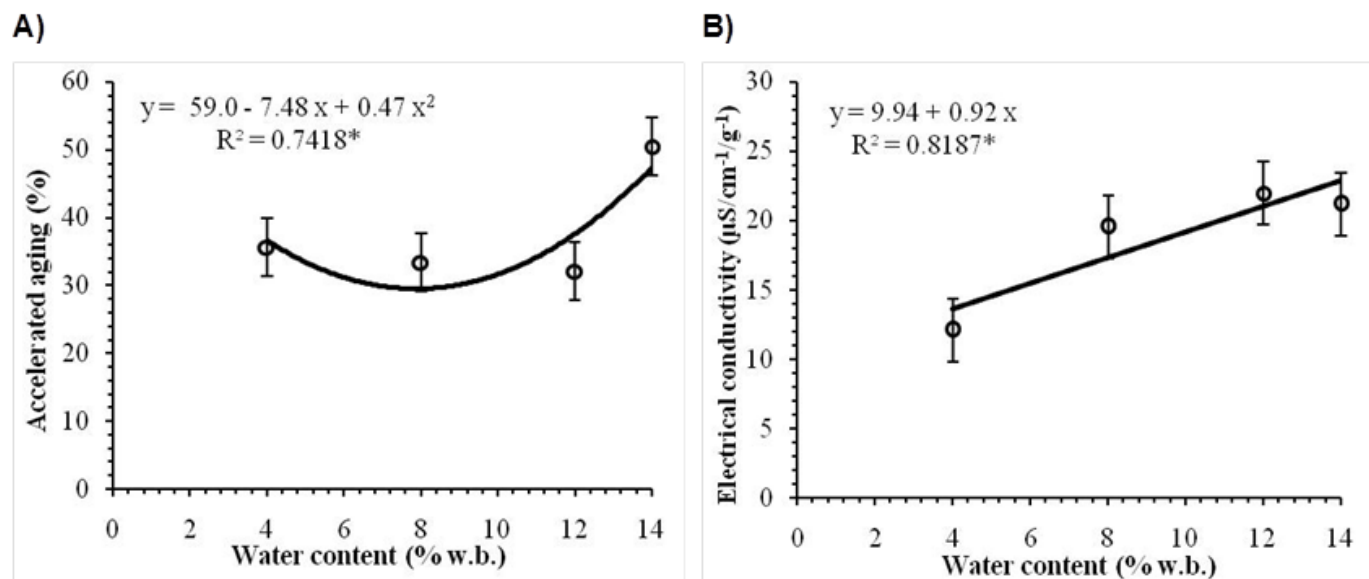 A)
60
50
40
30
20
10
0
y = 59.0 - 7.48 x + 0.47 x²
R² = 0.7418*
Accelerated aging (%)
0 2 4 6 8 10 12 14
Water content (% w.b.)
B)
30
25
20
15
10
5
0
y = 9.94 + 0.92 x
R² = 0.8187*
Electrical conductivity (µS/cm⁻¹/g⁻¹)
0 2 4 6 8 10 12 14
Water content (% w.b.)